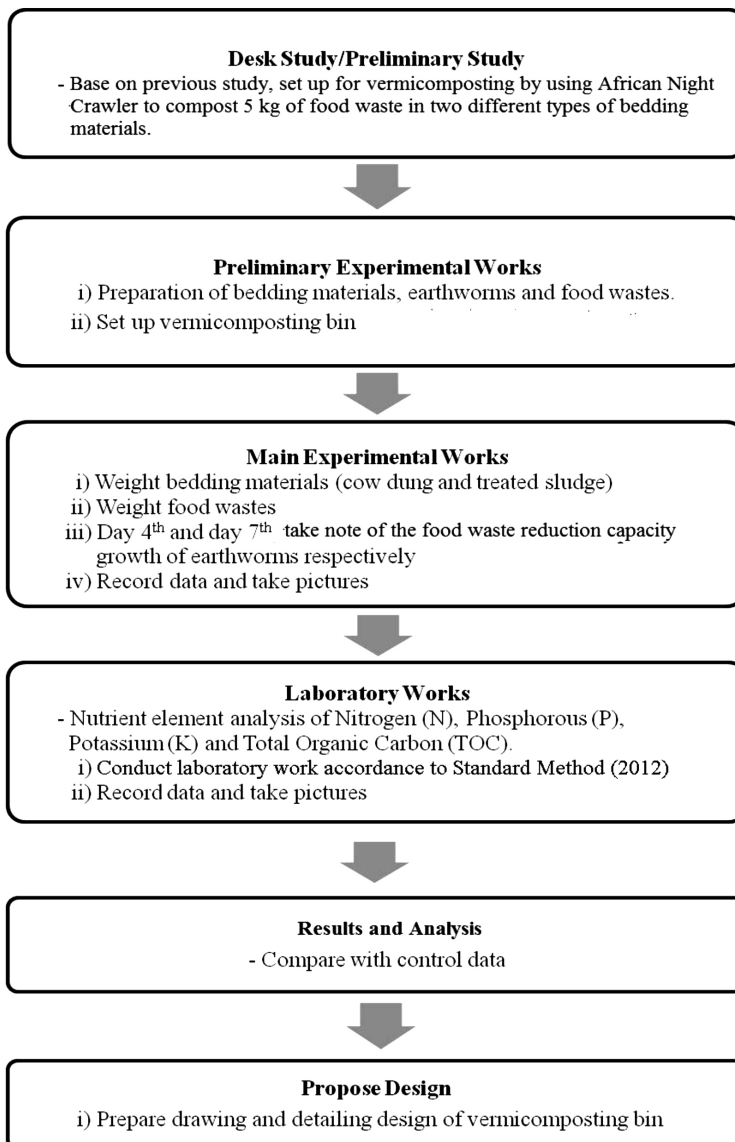 Desk Study/Preliminary Study
- Base on previous study, set up for vermicomposting by using African Night
Crawler to compost 5 kg of food waste in two different types of bedding
materials.
Preliminary Experimental Works
i) Preparation of bedding materials, earthworms and food wastes.
ii) Set up vermicomposting bin
Main Experimental Works
i) Weight bedding materials (cow dung and treated sludge)
ii) Weight food wastes
iii) Day 4th and day 7th take note of the food waste reduction capacity
growth of earthworms respectively
iv) Record data and take pictures
Laboratory Works
- Nutrient element analysis of Nitrogen (N), Phosphorous (P),
Potassium (K) and Total Organic Carbon (TOC).
i) Conduct laboratory work accordance to Standard Method (2012)
ii) Record data and take pictures
Results and Analysis
- Compare with control data
Propose Design
i) Prepare drawing and detailing design of vermicomposting bin